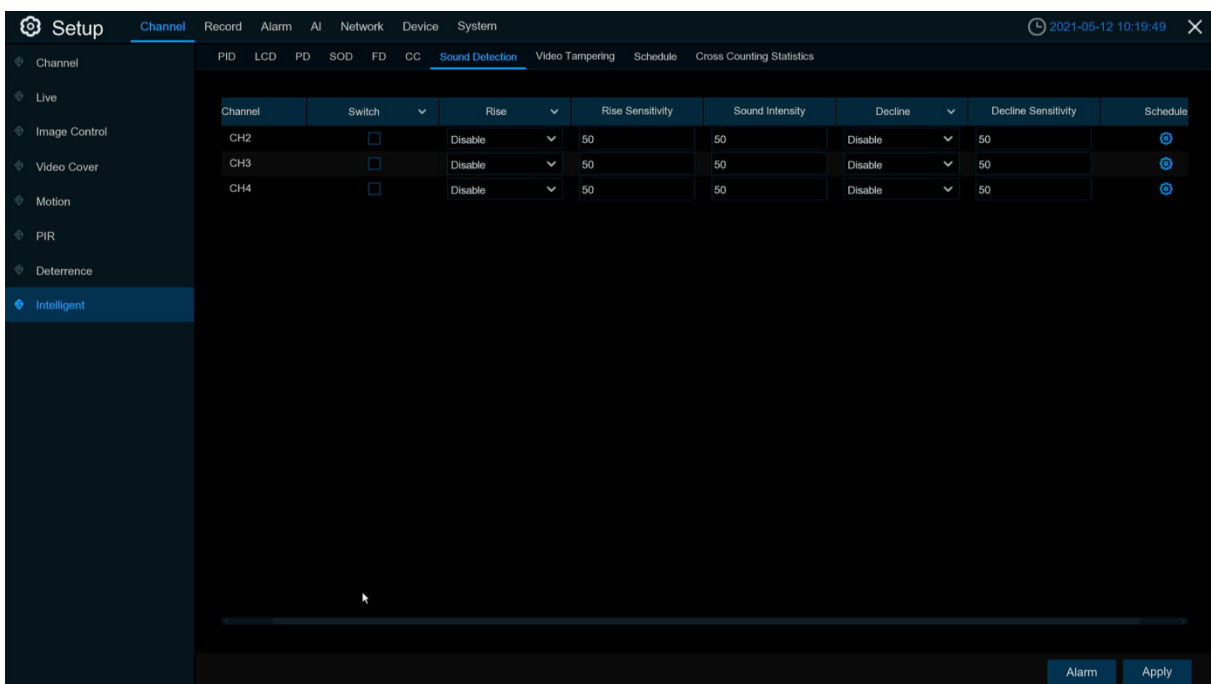 Setup Channel Record Alarm AI Network Device System 2021-05-12 10:19:49
Channel PID LCD PD SOD FD CC Sound Detection Video Tampering Schedule Cross Counting Statistics
Live
Image Control
Video Cover
Motion
PIR
Deterrence
Intelligent
Channel Switch Rise Rise Sensitivity Sound Intensity Decline Decline Sensitivity Schedule
CH2 Disable 50 50 Disable 50
CH3 Disable 50 50 Disable 50
CH4 Disable 50 50 Disable 50
Alarm Apply